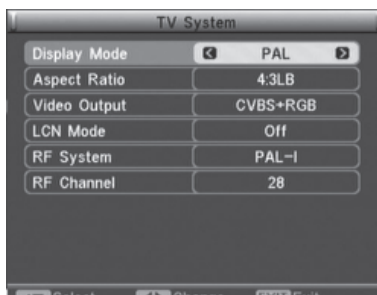 TV System
Display Mode PAL
Aspect Ratio 4:3LB
Video Output CVBS+RGB
LCN Mode Off
RF System PAL-I
RF Channel 28